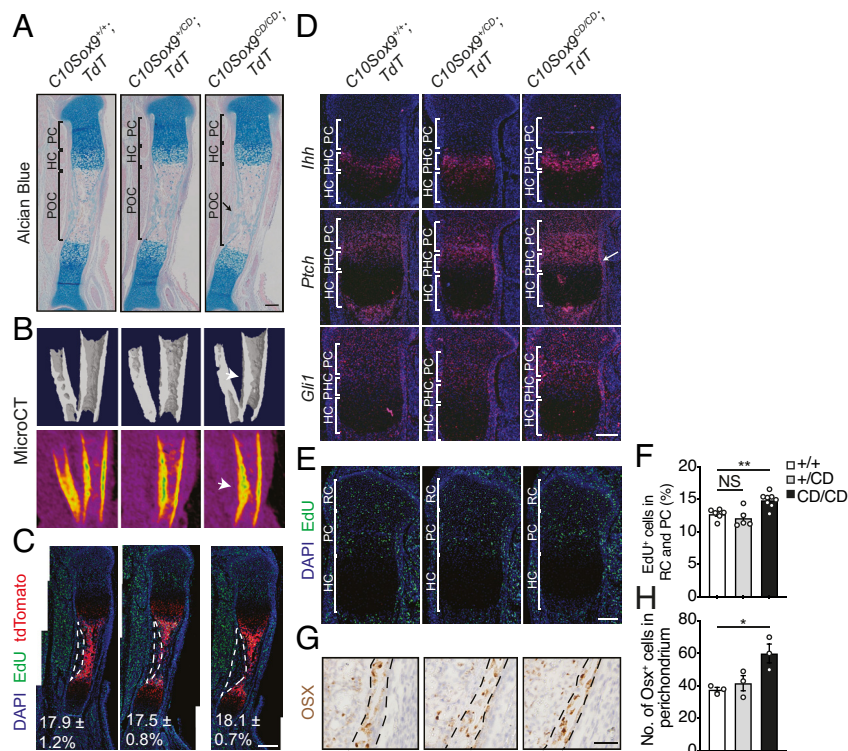 A
C10Sox9+/+; TdT
C10Sox9+/CD; TdT
C10Sox9CD/CD; TdT
Alcian Blue
PC
HC
POC
PC
HC
POC
PC
HC
POC
B
MicroCT
C
DAPI EdU tdTomato
17.9 ± 1.2%
17.5 ± 0.8%
18.1 ± 0.7%
D
C10Sox9+/+; TdT
C10Sox9+/CD; TdT
C10Sox9CD/CD; TdT
Ihh
HC PHC PC
HC PHC PC
HC PHC PC
Ptch
HC PHC PC
HC PHC PC
HC PHC PC
Gli1
HC PHC PC
HC PHC PC
HC PHC PC
E
DAPI EdU
HC PC RC
HC PC RC
HC PC RC
F
EdU+ cells in RC and PC (%)
20
15
10
5
0
NS
**
+/+
+/CD
CD/CD
G
OSX
H
No. of Osx+ cells in perichondrium
80
60
40
20
0
*